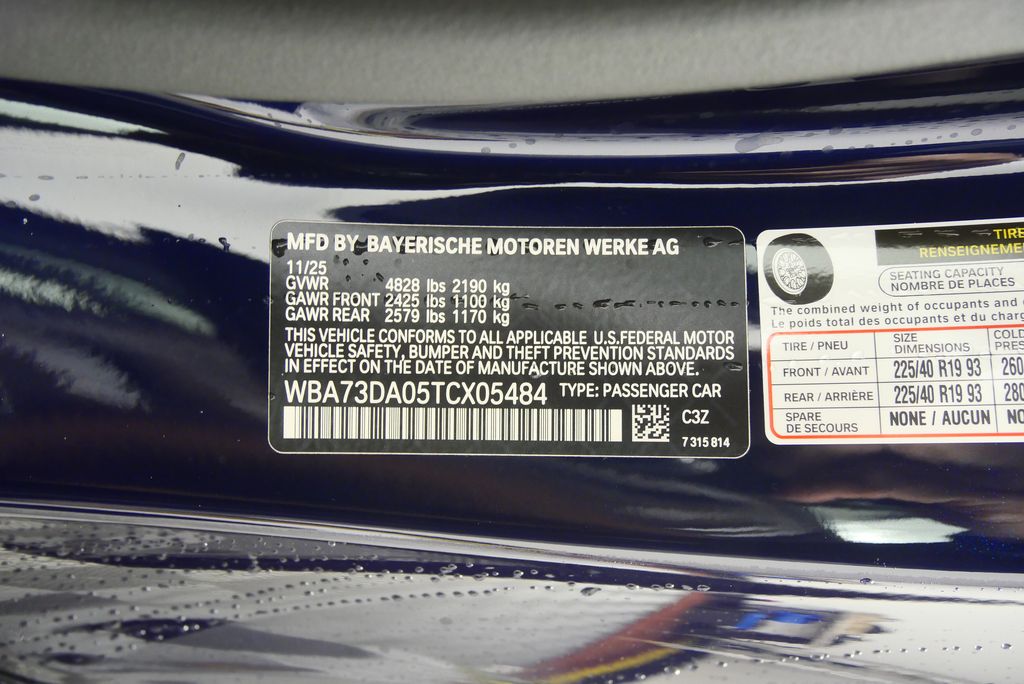 MFD BY BAYERISCHE MOTOREN WERKE AG
11/25
GVWR 4828 lbs 2190 kg
GAWR FRONT 2425 lbs 1100 kg
GAWR REAR 2579 lbs 1170 kg
THIS VEHICLE CONFORMS TO ALL APPLICABLE U.S.FEDERAL MOTOR
VEHICLE SAFETY, BUMPER AND THEFT PREVENTION STANDARDS
IN EFFECT ON THE DATE OF MANUFACTURE SHOWN ABOVE.
WBA73DA05TCX05484 TYPE: PASSENGER CAR
C3Z
7 315 814
TIRE
RENSEIGNEME
SEATING CAPACITY
NOMBRE DE PLACES
The combined weight of occupants and
Le poids total des occupants et du charg
TIRE / PNEU SIZE DIMENSIONS COLD PRES
FRONT / AVANT 225/40 R19 93 260
REAR / ARRIÈRE 225/40 R19 93 280
SPARE DE SECOURS NONE / AUCUN NO